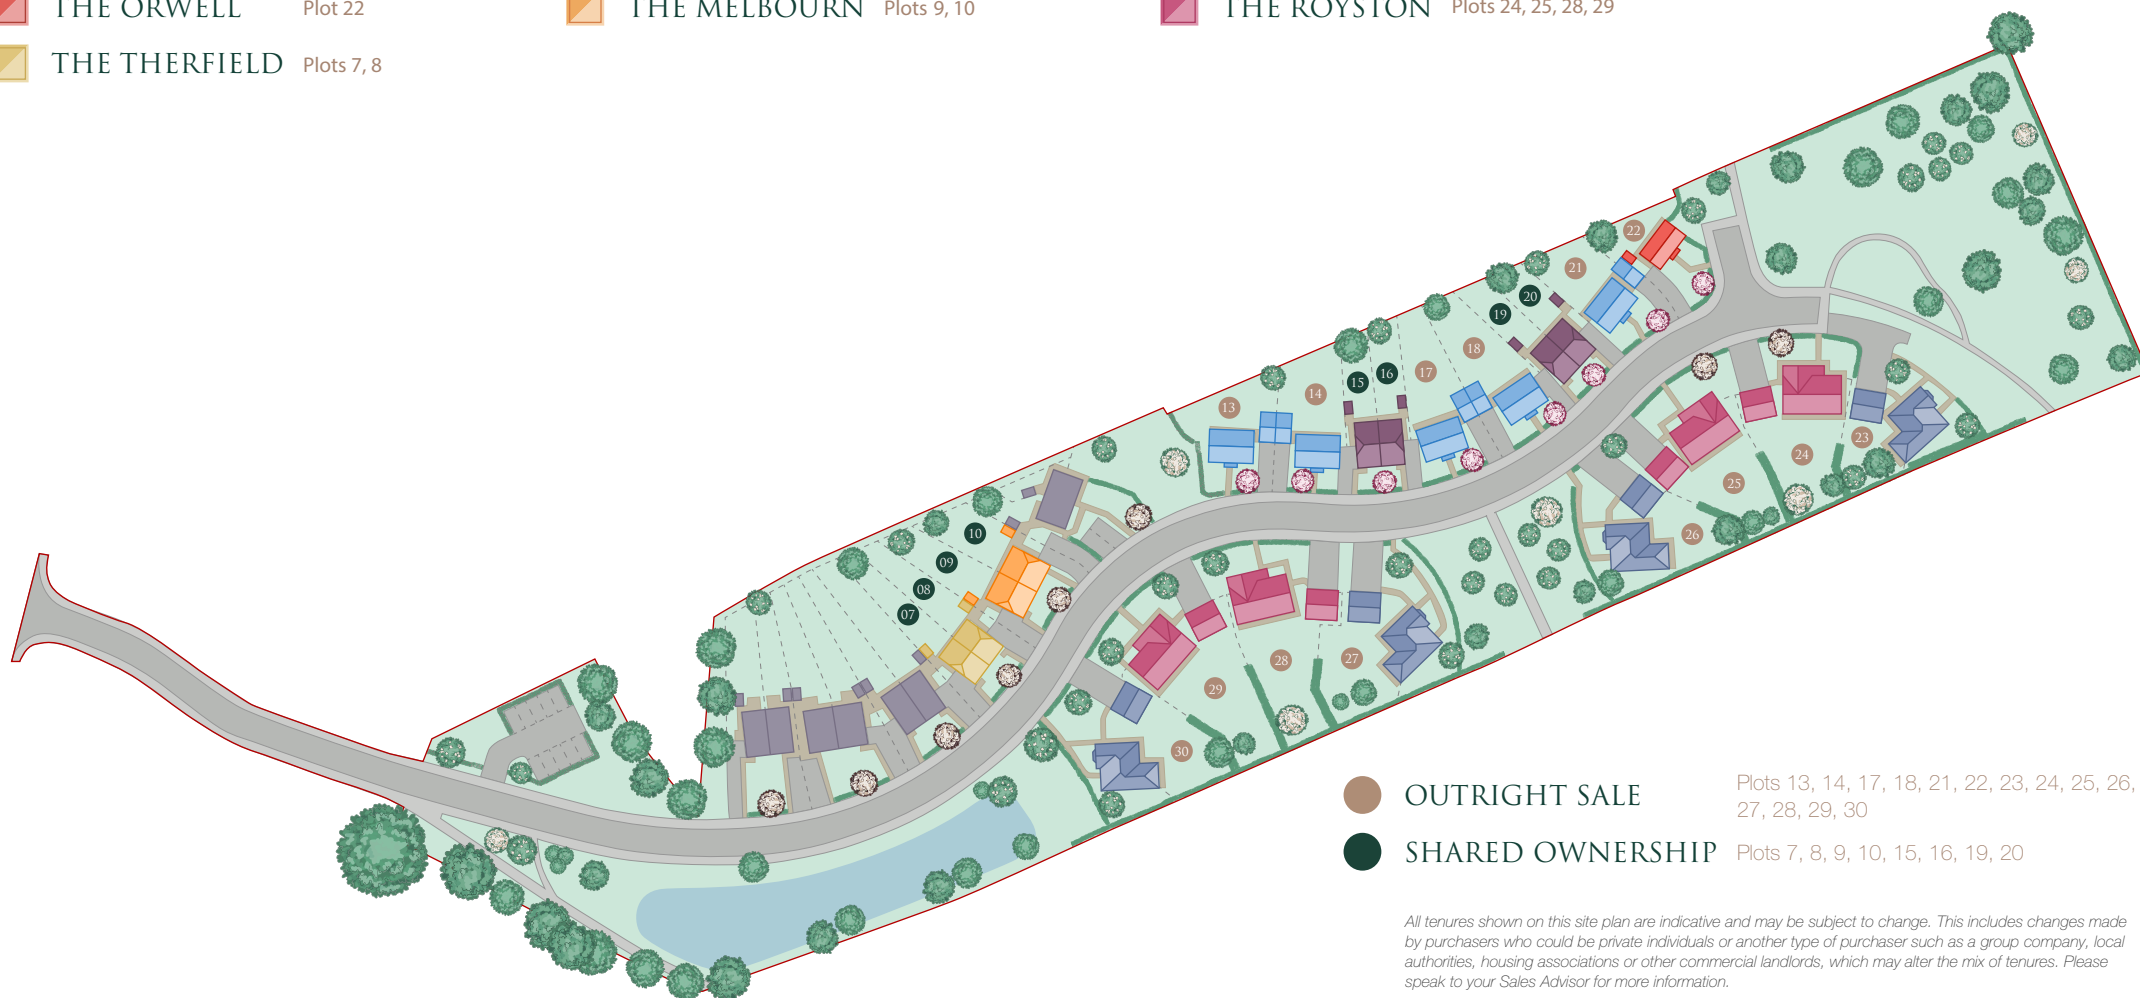 THE ORWELL Plot 22
THE MELBOURN Plots 9, 10
THE ROYSTON Plots 24, 25, 28, 29
THE THERFIELD Plots 7, 8
22
21
20
19
18
17
16
15
14
13
10
09
08
07
23
24
25
26
27
28
29
30
OUTRIGHT SALE Plots 13, 14, 17, 18, 21, 22, 23, 24, 25, 26,
27, 28, 29, 30
SHARED OWNERSHIP Plots 7, 8, 9, 10, 15, 16, 19, 20
All tenures shown on this site plan are indicative and may be subject to change. This includes changes made
by purchasers who could be private individuals or another type of purchaser such as a group company, local
authorities, housing associations or other commercial landlords, which may alter the mix of tenures. Please
speak to your Sales Advisor for more information.